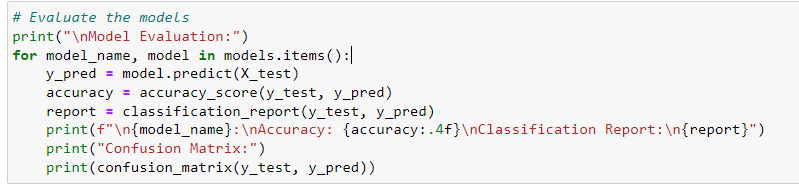 # Evaluate the models
print("\nModel Evaluation:")
for model_name, model in models.items():
    y_pred = model.predict(X_test)
    accuracy = accuracy_score(y_test, y_pred)
    report = classification_report(y_test, y_pred)
    print(f"\n{model_name}:\nAccuracy: {accuracy:.4f}\nClassification Report:\n{report}")
    print("Confusion Matrix:")
    print(confusion_matrix(y_test, y_pred))